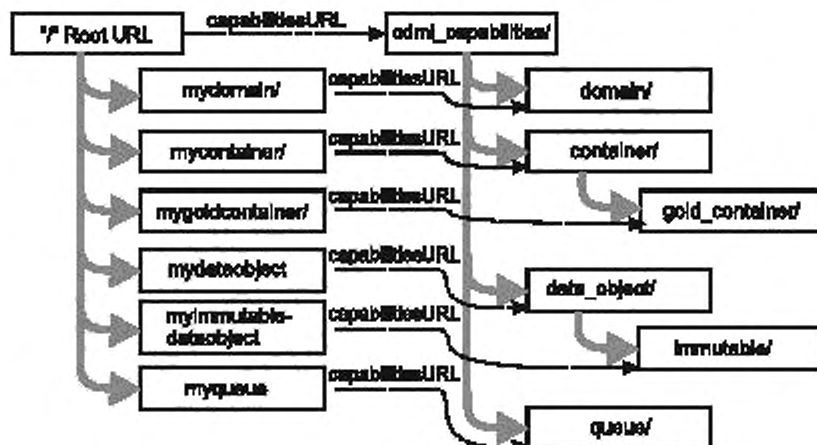 "/" Root URL
capabilitiesURL
cdmi_capabilities/
mydomain/
capabilitiesURL
domain/
mycontainer/
capabilitiesURL
container/
mygoldcontainer/
capabilitiesURL
gold_container/
mydataobject
capabilitiesURL
data_object/
myimmutable-
dataobject
capabilitiesURL
immutable/
myqueue
capabilitiesURL
queue/